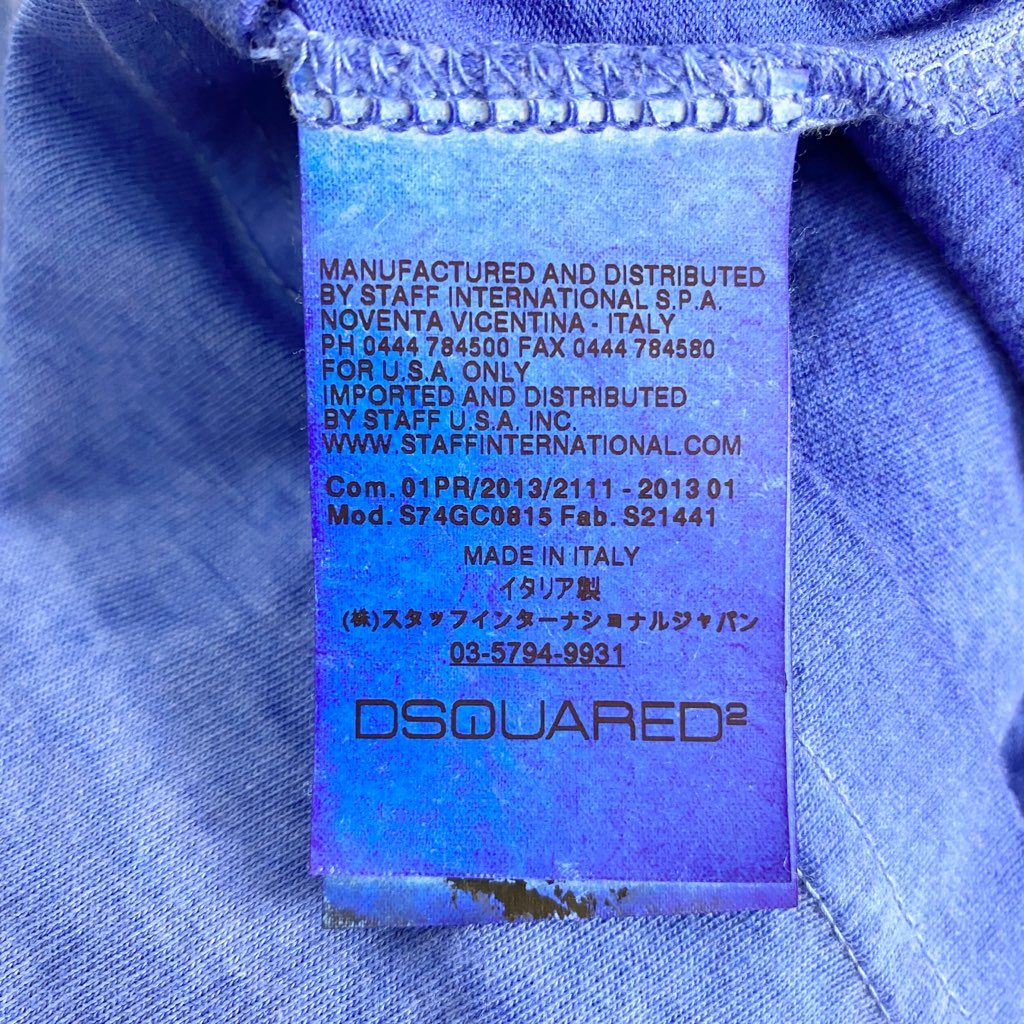 MANUFACTURED AND DISTRIBUTED
BY STAFF INTERNATIONAL S.P.A.
NOVENTA VICENTINA - ITALY
PH 0444 784500 FAX 0444 784580
FOR U.S.A. ONLY
IMPORTED AND DISTRIBUTED
BY STAFF U.S.A. INC.
WWW.STAFFINTERNATIONAL.COM
Com. 01PR/2013/2111 - 2013 01
Mod. S74GC0815 Fab. S21441
MADE IN ITALY
イタリア製
(株)スタッフインターナショナルジャパン
03-5794-9931
DSQUARED²